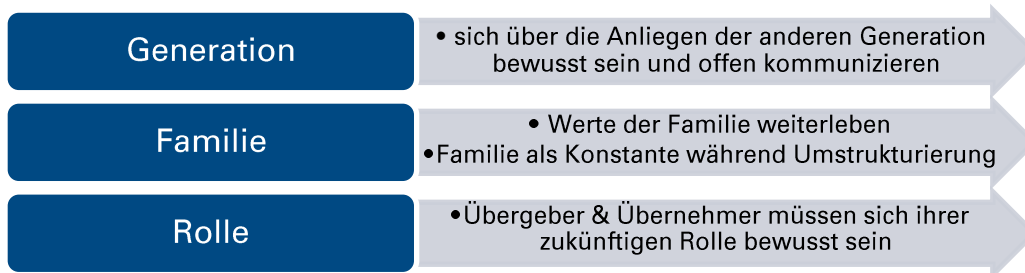 Generation
• sich über die Anliegen der anderen Generation
bewusst sein und offen kommunizieren
Familie
• Werte der Familie weiterleben
•Familie als Konstante während Umstrukturierung
Rolle
•Übergeber & Übernehmer müssen sich ihrer
zukünftigen Rolle bewusst sein